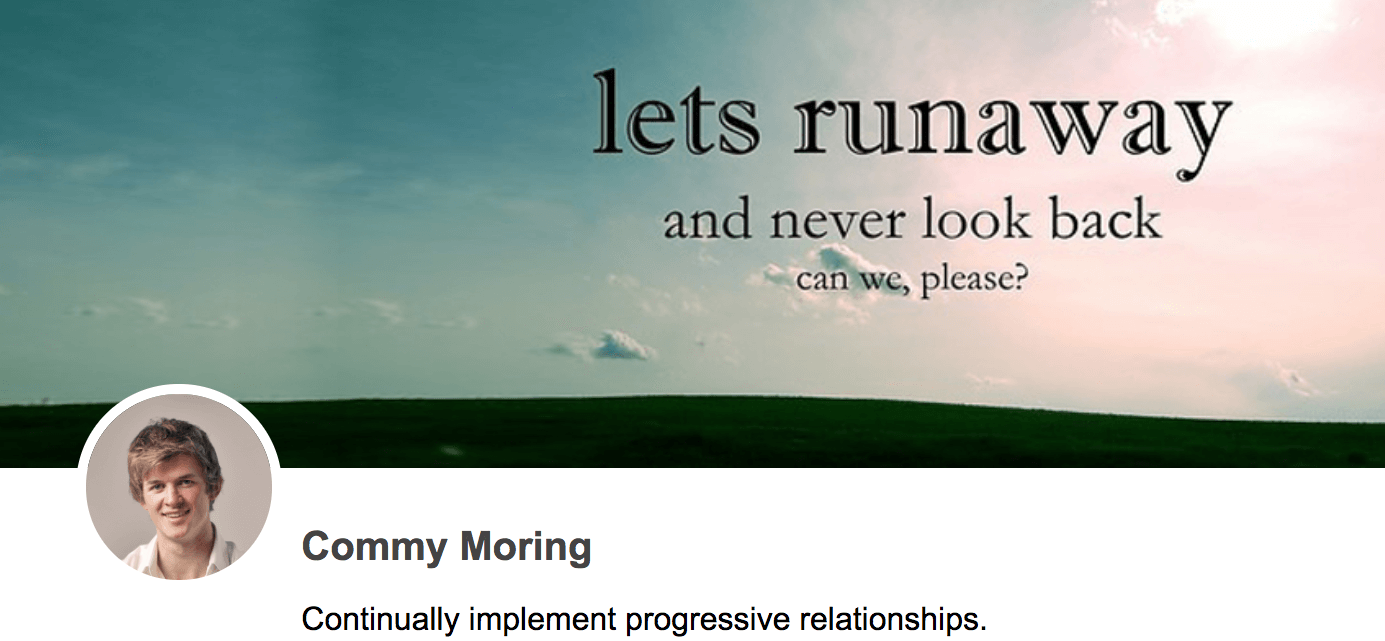 lets runaway
and never look back
can we, please?
Commy Moring
Continually implement progressive relationships.